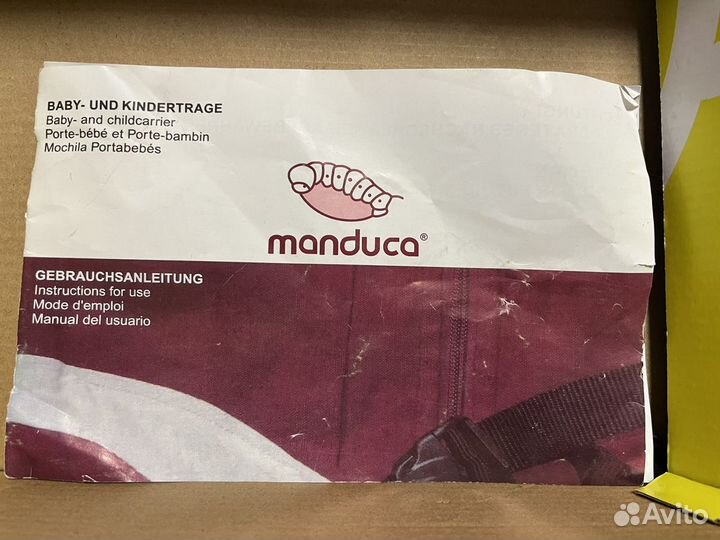 BABY- UND KINDERTRAGE
Baby- and childcarrier
Porte-bébé et Porte-bambin
Mochila Portabebés
manduca®
GEBRAUCHSANLEITUNG
Instructions for use
Mode d'emploi
Manual del usuario
Avito